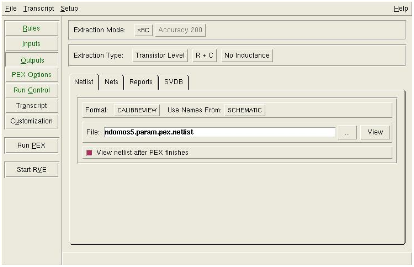 File Transcript Setup Help
Rules
Inputs
Outputs
PEX Options
Run Control
Transcript
Customization
Run PEX
Start RVE
Extraction Mode: xRC Accuracy 200
Extraction Type: Transistor Level R + C No Inductance
Netlist Nets Reports SVDB
Format: CALIBREVIEW Use Names From: SCHEMATIC
File: ndomos5.param.pex.netlist ... View
View netlist after PEX finishes